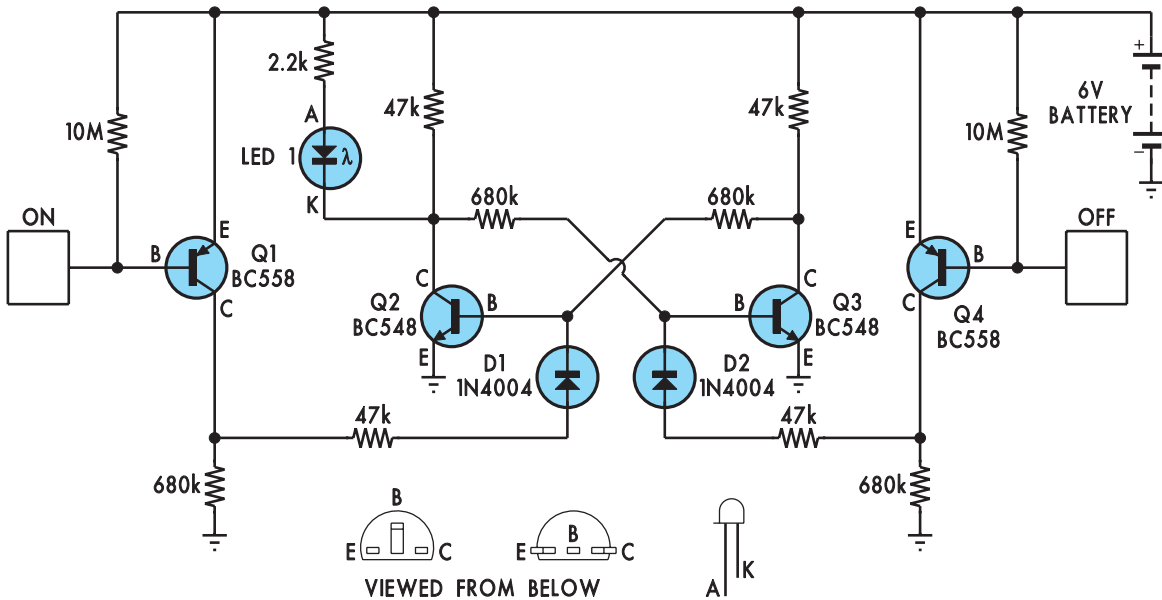 2.2k
A
LED 1
λ
K
47k
47k
10M
10M
+
6V
BATTERY
−
ON
B
E
Q1
BC558
C
680k
680k
OFF
E
B
C
Q4
BC558
C
Q2
BC548
B
E
C
B
Q3
BC548
E
D1
1N4004
D2
1N4004
47k
47k
680k
680k
B
E
C
B
E
C
VIEWED FROM BELOW
K
A